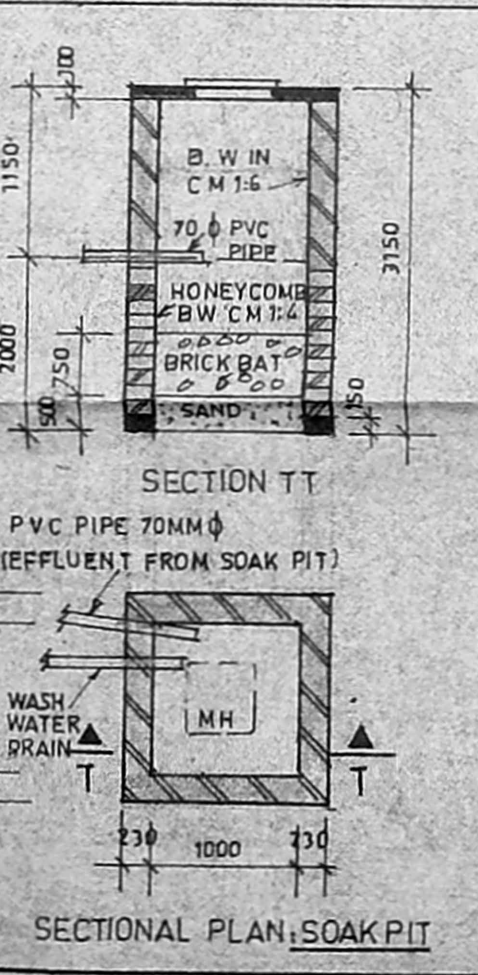 100
1150
B.W IN
CM 1:6
70 ϕ PVC
PIPE
3150
HONEYCOMB
BW CM 1:4
2000
750
BRICK BAT
500
SAND
150
SECTION TT
PVC PIPE 70MM ϕ
(EFFLUENT FROM SOAK PIT)
WASH
WATER
DRAIN
MH
T
T
230
1000
230
SECTIONAL PLAN:SOAK PIT